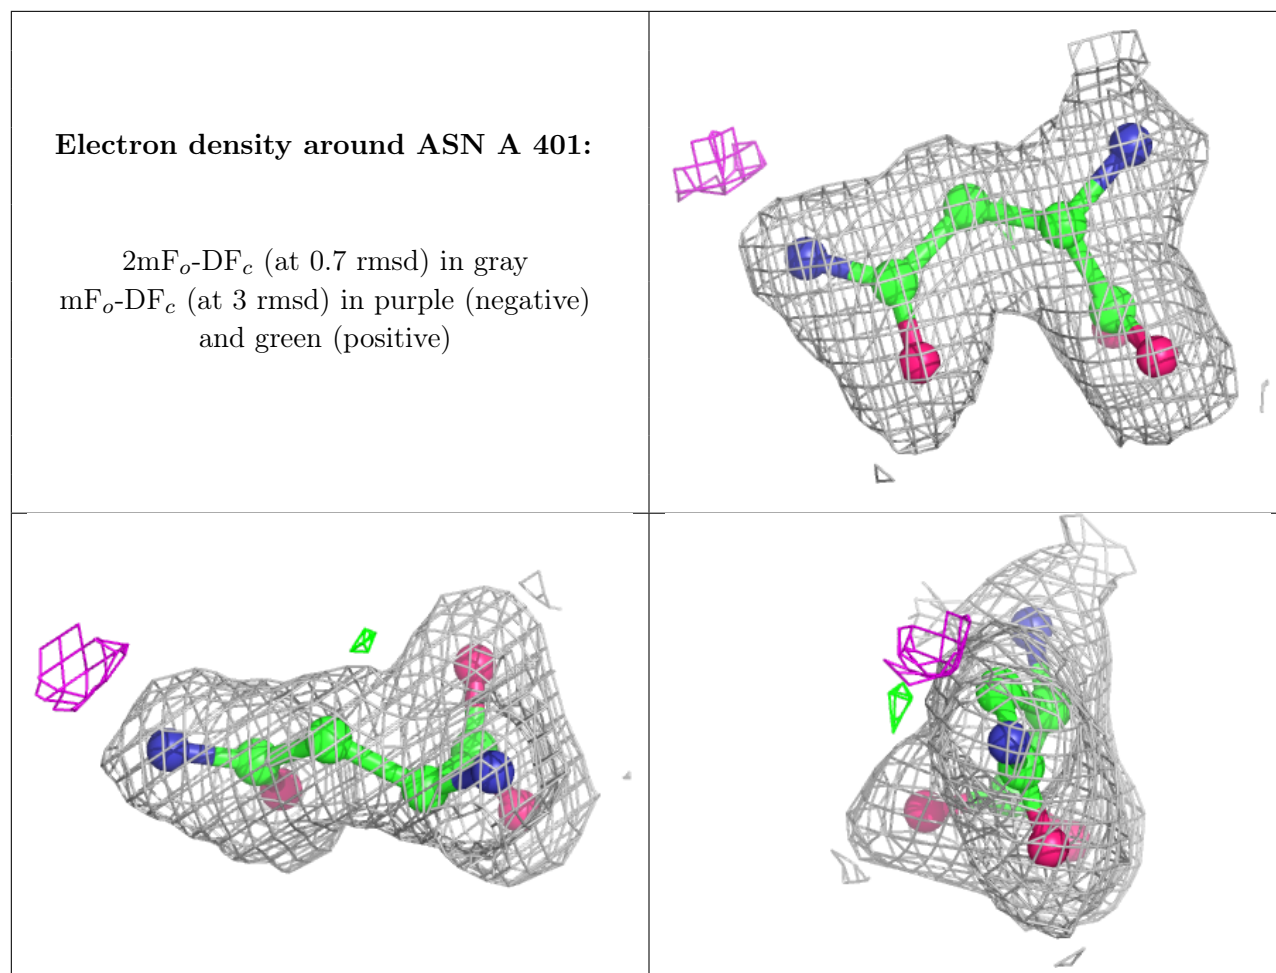 Electron density around ASN A 401:
2mFo-DFc (at 0.7 rmsd) in gray
mFo-DFc (at 3 rmsd) in purple (negative)
and green (positive)